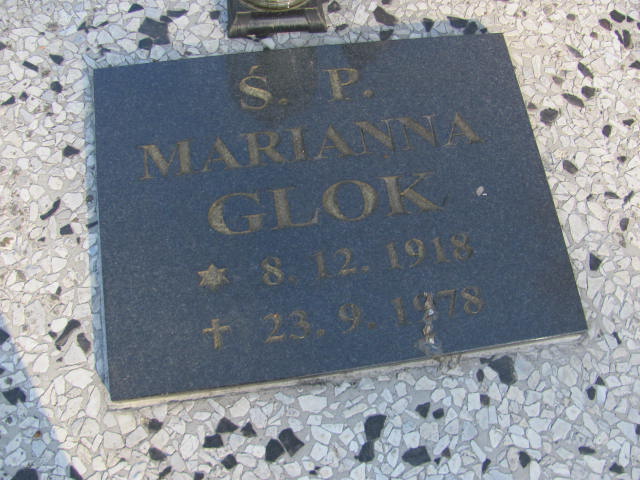 Ś. P.
MARIANNA
GLOK
8. 12. 1918
23. 9. 1978